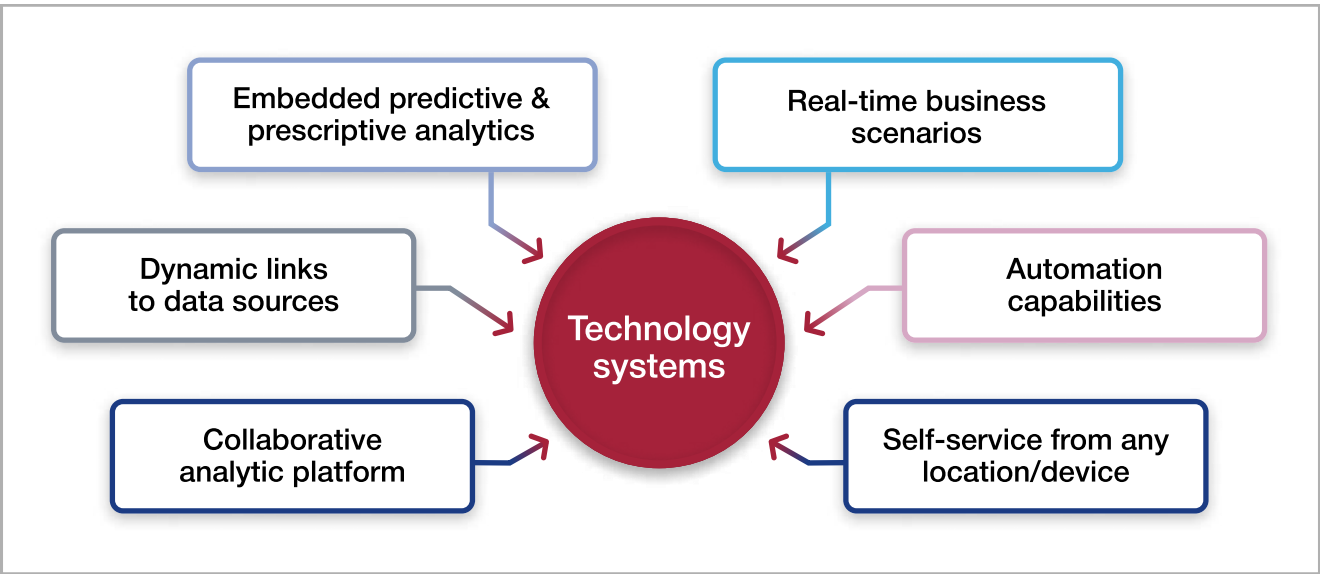 Embedded predictive &
prescriptive analytics
Real-time business
scenarios
Dynamic links
to data sources
Technology
systems
Automation
capabilities
Collaborative
analytic platform
Self-service from any
location/device